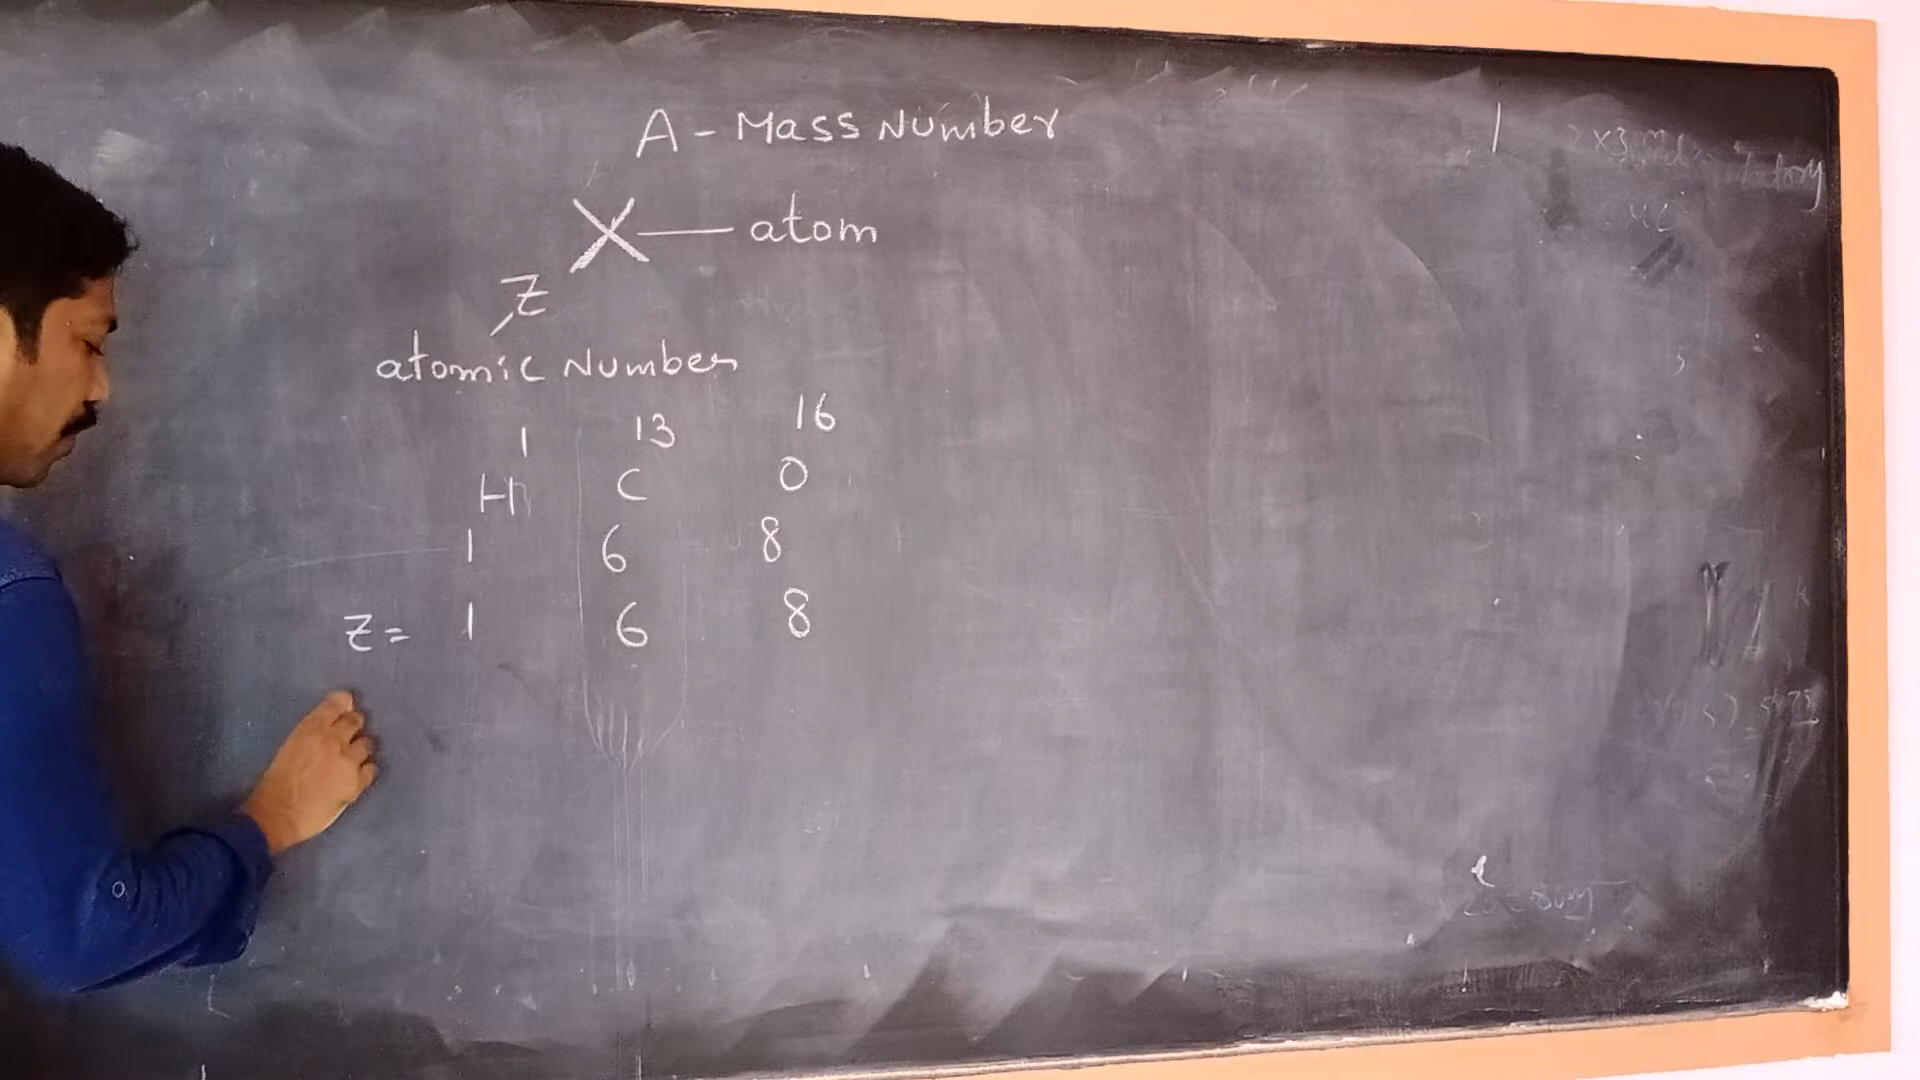 A - Mass Number
X — atom
Z
atomic Number
1 13 16
H C O
1 6 8
Z = 1 6 8